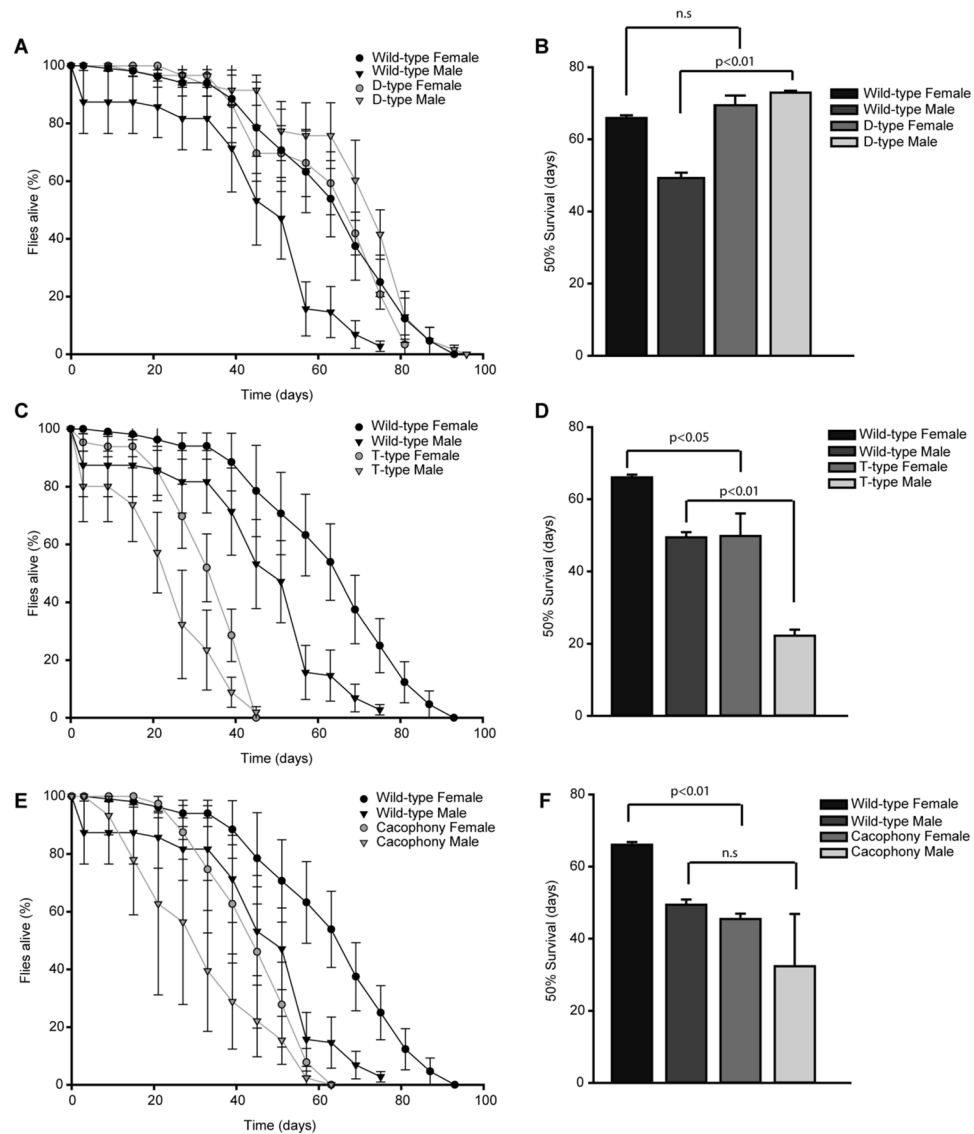 A
Wild-type Female
Wild-type Male
D-type Female
D-type Male
100
80
60
40
20
0
Flies alive (%)
0 20 40 60 80 100
Time (days)
B
n.s
p<0.01
80
60
40
20
0
50% Survival (days)
Wild-type Female
Wild-type Male
D-type Female
D-type Male
C
Wild-type Female
Wild-type Male
T-type Female
T-type Male
100
80
60
40
20
0
Flies alive (%)
0 20 40 60 80 100
Time (days)
D
p<0.05
p<0.01
80
60
40
20
0
50% Survival (days)
Wild-type Female
Wild-type Male
T-type Female
T-type Male
E
Wild-type Female
Wild-type Male
Cacophony Female
Cacophony Male
100
80
60
40
20
0
Flies alive (%)
0 20 40 60 80 100
Time (days)
F
p<0.01
n.s
80
60
40
20
0
50% Survival (days)
Wild-type Female
Wild-type Male
Cacophony Female
Cacophony Male